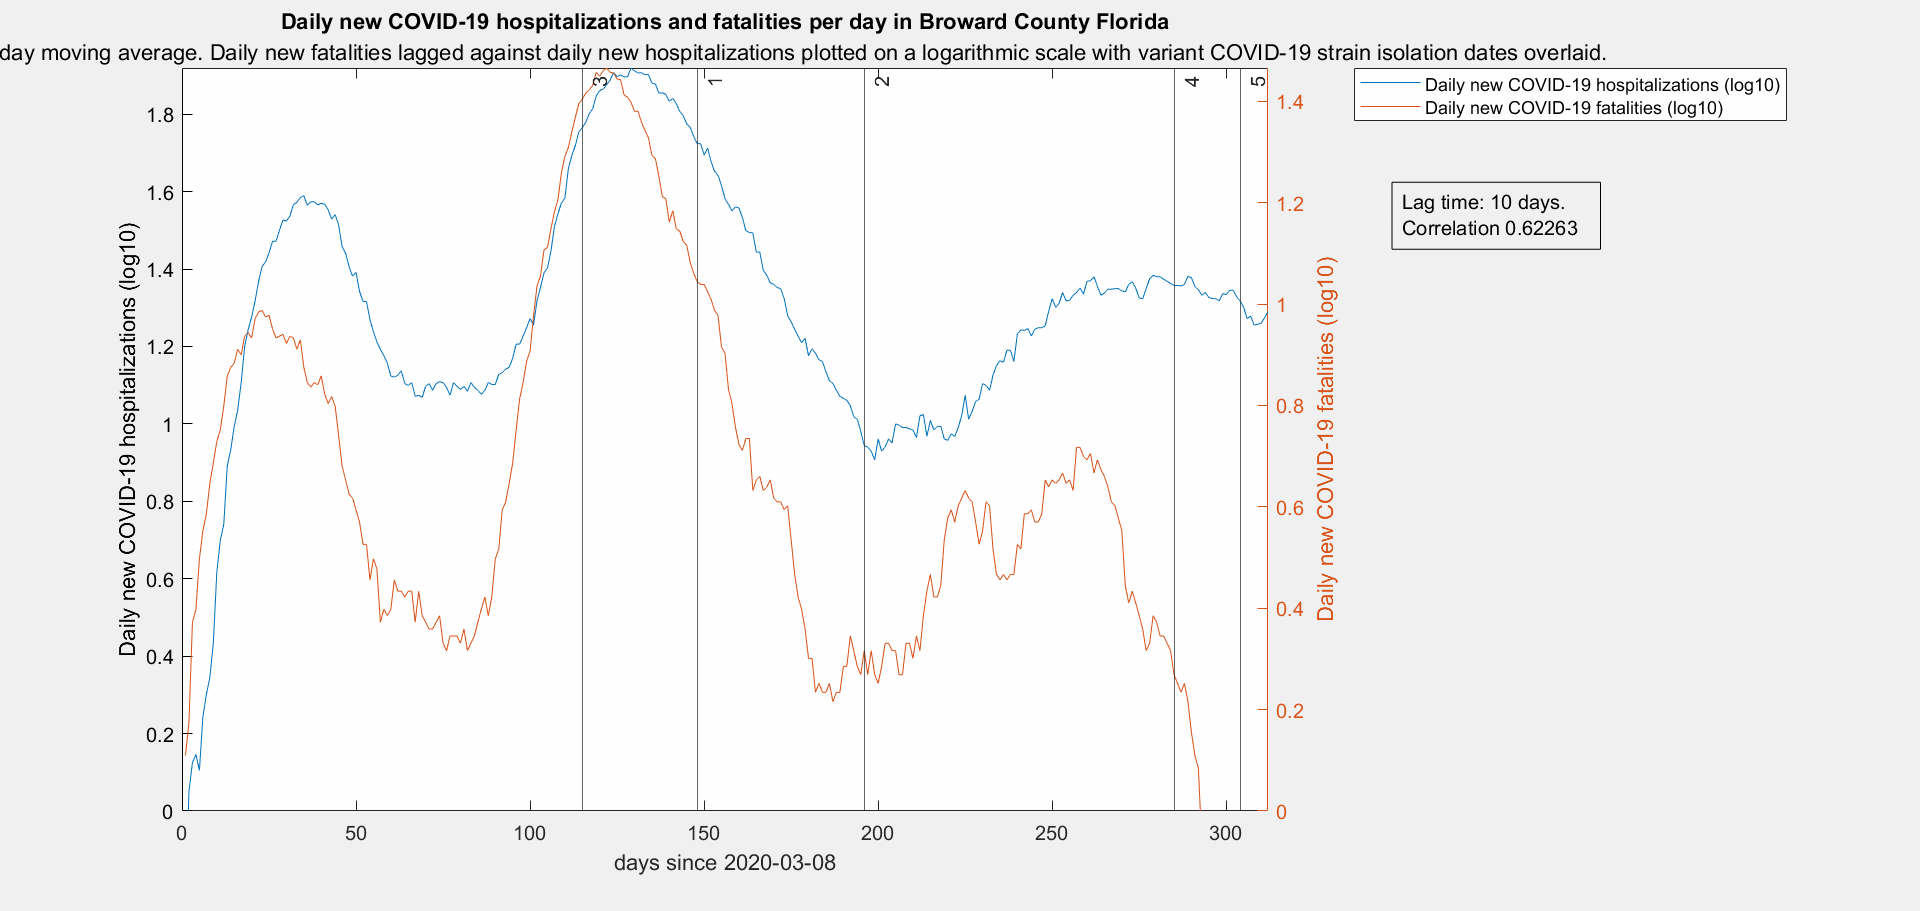 Daily new COVID-19 hospitalizations and fatalities per day in Broward County Florida
day moving average. Daily new fatalities lagged against daily new hospitalizations plotted on a logarithmic scale with variant COVID-19 strain isolation dates overlaid.
3
1
2
4
5
Daily new COVID-19 hospitalizations (log10)
Daily new COVID-19 fatalities (log10)
Lag time: 10 days.
Correlation 0.62263
Daily new COVID-19 hospitalizations (log10)
1.8
1.6
1.4
1.2
1
0.8
0.6
0.4
0.2
0
1.4
1.2
1
0.8
0.6
0.4
0.2
0
Daily new COVID-19 fatalities (log10)
0 50 100 150 200 250 300
days since 2020-03-08